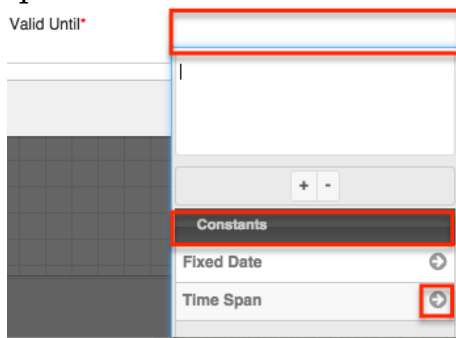 Valid Until*
+ -
Constants
Fixed Date
Time Span